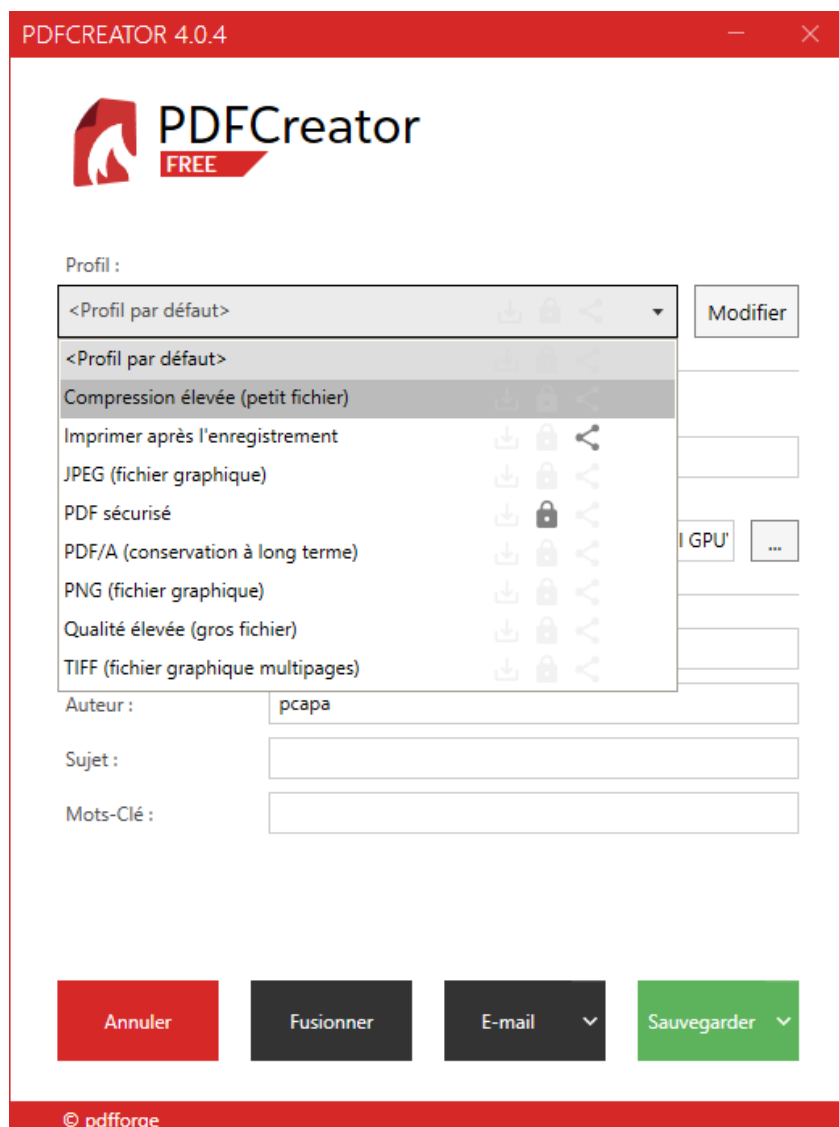 PDFCREATOR 4.0.4
PDFCreator
FREE
Profil :
<Profil par défaut>
Modifier
<Profil par défaut>
Compression élevée (petit fichier)
Imprimer après l'enregistrement
JPEG (fichier graphique)
PDF sécurisé
PDF/A (conservation à long terme)
l GPU'
...
PNG (fichier graphique)
Qualité élevée (gros fichier)
TIFF (fichier graphique multipages)
Auteur :
pcapa
Sujet :
Mots-Clé :
Annuler
Fusionner
E-mail
Sauvegarder
© pdfforge